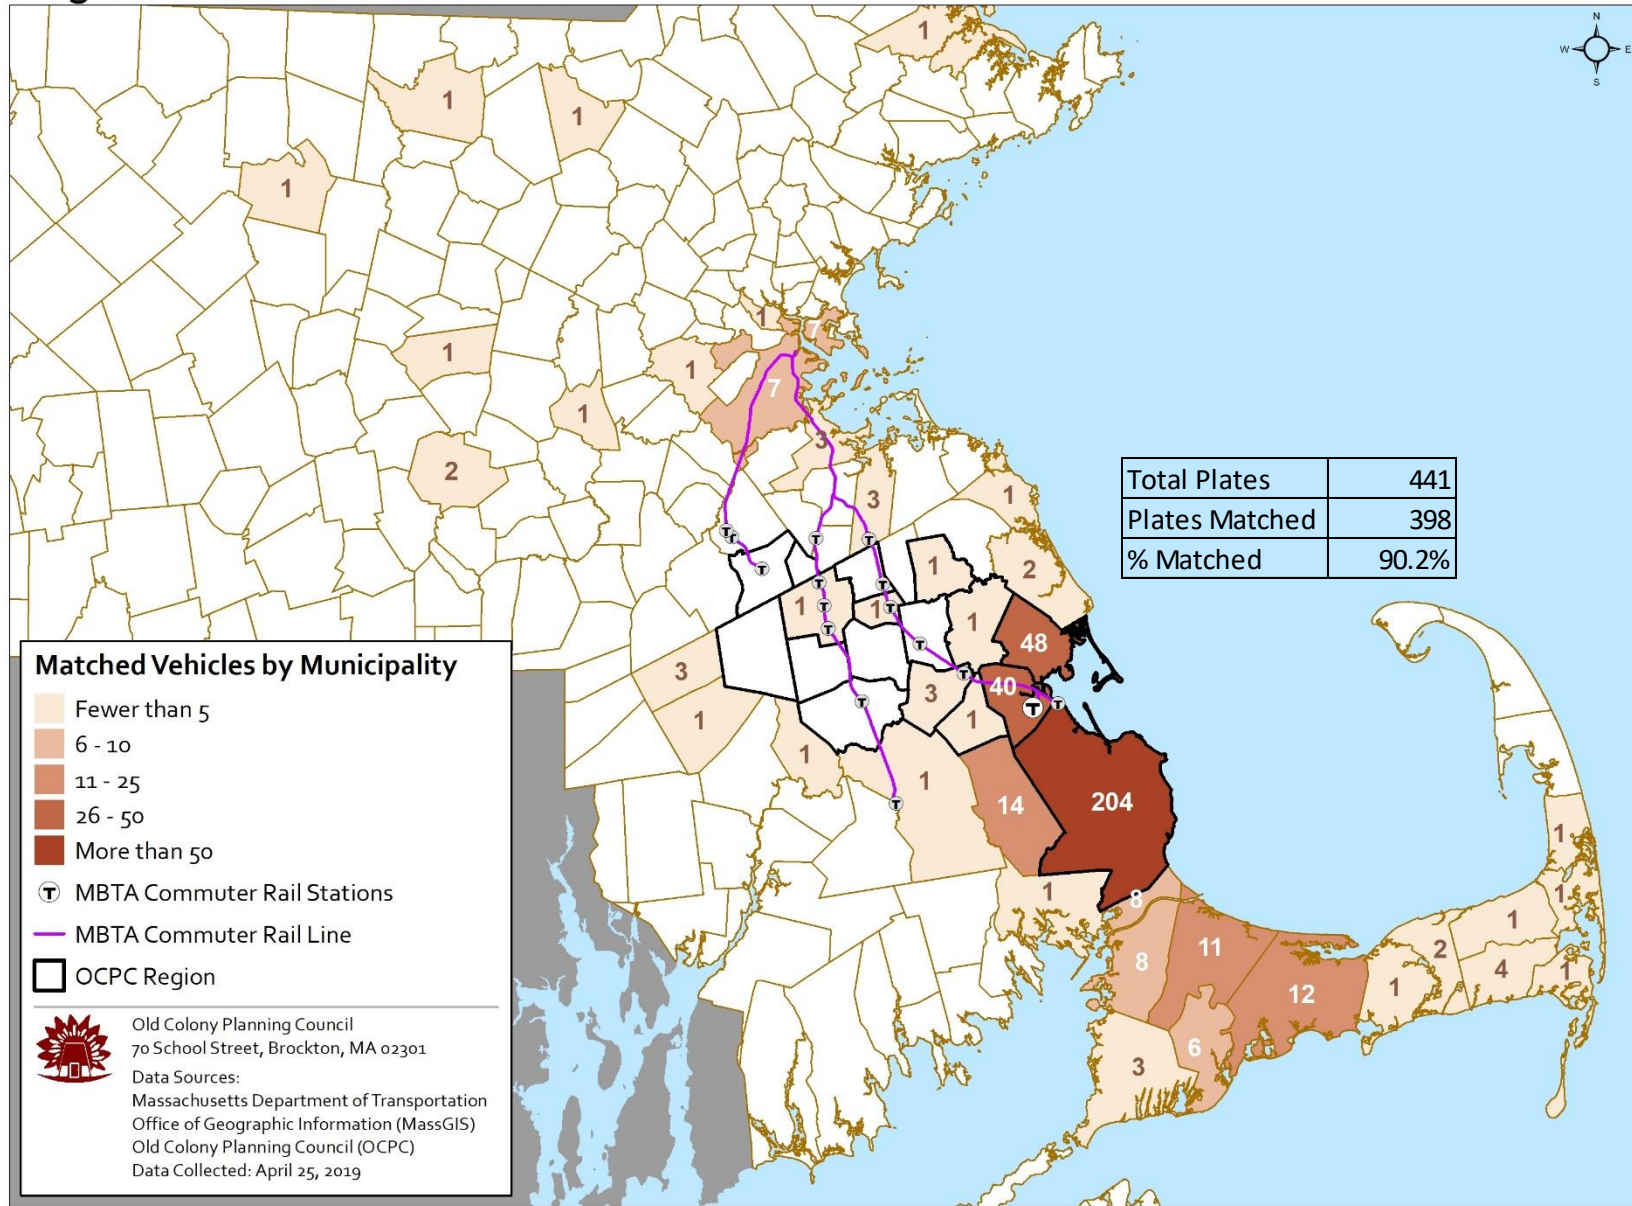 N
W
E
S
1
1
1
1
1
7
1
1
7
1
3
2
3
1
Total Plates 441
Plates Matched 398
% Matched 90.2%
1
2
1
1
1
48
3
40
3
1
1
1
1
14
204
1
8
8
11
12
6
3
1
1
1
2
4
1
1
Matched Vehicles by Municipality
Fewer than 5
6 - 10
11 - 25
26 - 50
More than 50
T MBTA Commuter Rail Stations
MBTA Commuter Rail Line
OCPC Region
Old Colony Planning Council
70 School Street, Brockton, MA 02301
Data Sources:
Massachusetts Department of Transportation
Office of Geographic Information (MassGIS)
Old Colony Planning Council (OCPC)
Data Collected: April 25, 2019